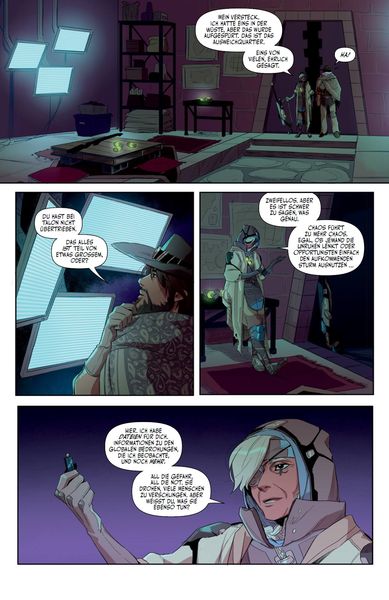 MEIN VERSTECK.
ICH HATTE EINS IN DER
WÜSTE, ABER DAS WURDE
AUFGESPÜRT. DAS IST DAS
AUSWEICHQUARTIER.
EINS VON
VIELEN, EHRLICH
GESAGT.
HA!
DU HAST BEI
TALON NICHT
ÜBERTRIEBEN.
DAS ALLES
IST TEIL VON
ETWAS GROSSEM,
ODER?
ZWEIFELLOS, ABER
ES IST SCHWER
ZU SAGEN, WAS
GENAU.
CHAOS FÜHRT
ZU MEHR CHAOS.
EGAL, OB JEMAND DIE
UNRUHEN LENKT ODER
OPPORTUNISTEN EINFACH
DEN AUFKOMMENDEN
STURM AUSNUTZEN ...
HIER. ICH HABE
DATEIEN FÜR DICH.
INFORMATIONEN ZU DEN
GLOBALEN BEDROHUNGEN,
DIE ICH BEOBACHTE,
UND NOCH MEHR.
ALL DIE GEFAHR,
ALL DIE NOT. SIE
DROHEN, VIELE MENSCHEN
ZU VERSCHLINGEN. ABER
WEISST DU WAS SIE
EBENSO TUN?